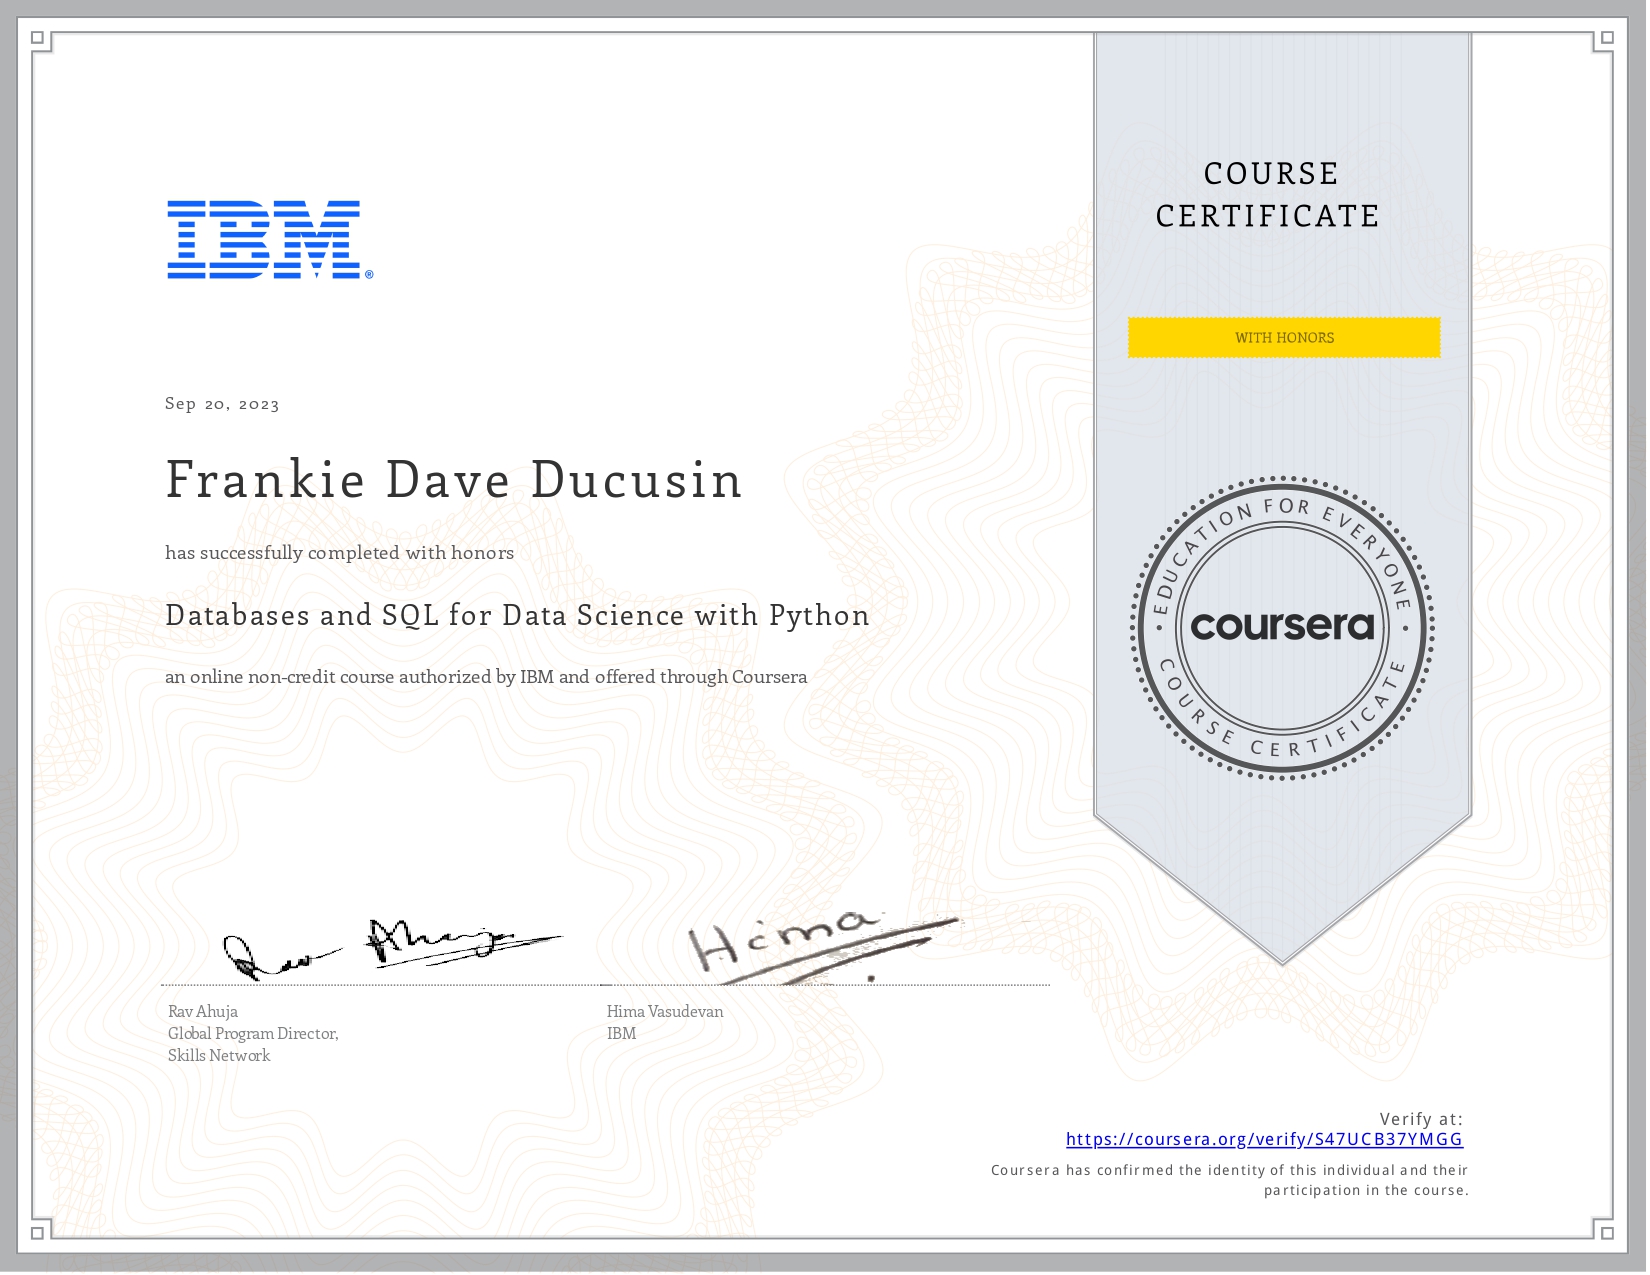 IBM®
COURSE
CERTIFICATE
WITH HONORS
Sep 20, 2023
Frankie Dave Ducusin
has successfully completed with honors
Databases and SQL for Data Science with Python
an online non-credit course authorized by IBM and offered through Coursera
• EDUCATION FOR EVERYONE •
coursera
COURSE CERTIFICATE
Rav Ahuja
Hima
Rav Ahuja
Global Program Director,
Skills Network
Hima Vasudevan
IBM
Verify at:
https://coursera.org/verify/S47UCB37YMGG
Coursera has confirmed the identity of this individual and their
participation in the course.